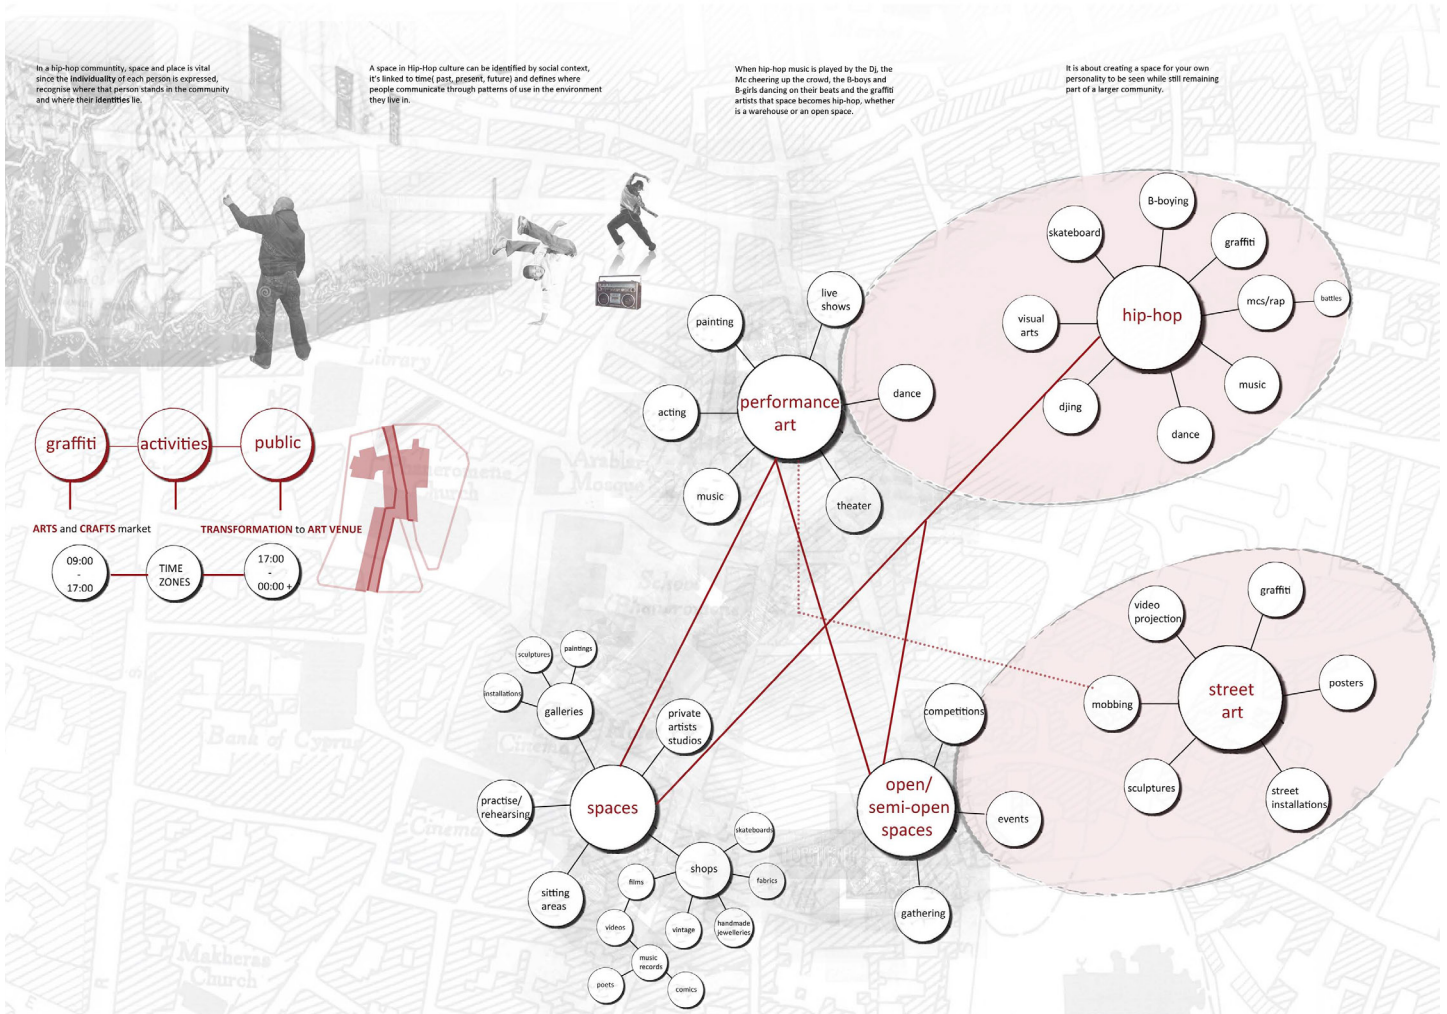 In a hip-hop community, space and place is vital
since the individuality of each person is expressed,
recognise where that person stands in the community
and where their identities lie.
A space in Hip-Hop culture can be identified by social context,
it's linked to time( past, present, future) and defines where
people communicate through patterns of use in the environment
they live in.
When hip-hop music is played by the Dj, the
Mc cheering up the crowd, the B-boys and
B-girls dancing on their beats and the graffiti
artists that space becomes hip-hop, whether
is a warehouse or an open space.
It is about creating a space for your own
personality to be seen while still remaining
part of a larger community.
B-boying
skateboard
graffiti
mcs/rap
battles
hip-hop
visual
arts
music
djing
dance
live
shows
painting
performance
art
dance
acting
music
theater
graffiti
activities
public
ARTS and CRAFTS market
TRANSFORMATION to ART VENUE
09:00
-
17:00
TIME
ZONES
17:00
-
00:00 +
Library
Church
Arabic
Mosque
Bank of Cyprus
Cinema
Cinema
Makheras
Church
graffiti
video
projection
street
art
posters
mobbing
sculptures
street
installations
sculptures
paintings
installations
galleries
private
artists
studios
spaces
practise/
rehearsing
sitting
areas
shops
skateboards
fabrics
films
handmade
jewelleries
vintage
videos
music
records
poets
comics
competitions
open/
semi-open
spaces
events
gathering